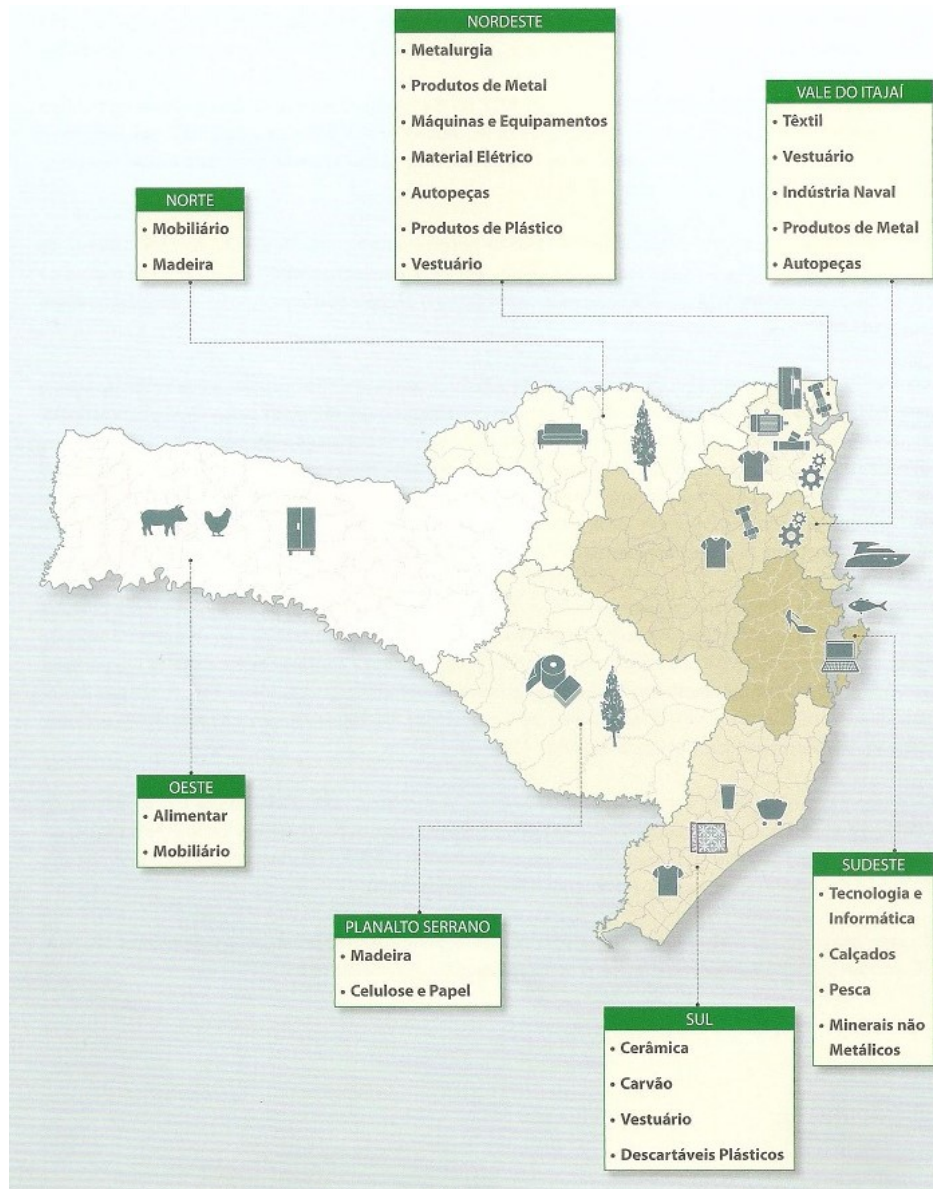 NORDESTE
• Metalurgia
• Produtos de Metal
• Máquinas e Equipamentos
• Material Elétrico
• Autopeças
• Produtos de Plástico
• Vestuário
VALE DO ITAJAÍ
• Têxtil
• Vestuário
• Indústria Naval
• Produtos de Metal
• Autopeças
NORTE
• Mobiliário
• Madeira
OESTE
• Alimentar
• Mobiliário
PLANALTO SERRANO
• Madeira
• Celulose e Papel
SUL
• Cerâmica
• Carvão
• Vestuário
• Descartáveis Plásticos
SUDESTE
• Tecnologia e
Informática
• Calçados
• Pesca
• Minerais não
Metálicos